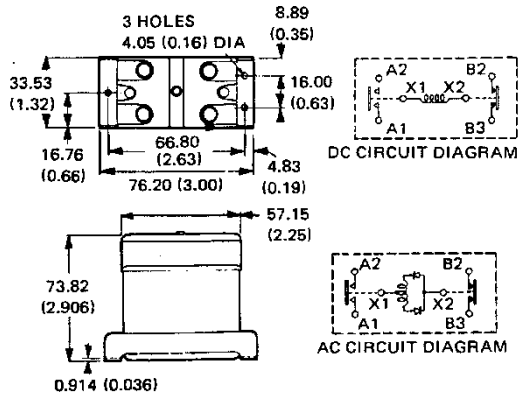 3 HOLES
4.05 (0.16) DIA
8.89
(0.35)
33.53
(1.32)
16.00
(0.63)
16.76
(0.66)
66.80
(2.63)
76.20 (3.00)
4.83
(0.19)
A2
B2
X1
X2
A1
B3
DC CIRCUIT DIAGRAM
57.15
(2.25)
73.82
(2.906)
0.914 (0.036)
A2
B2
X1
X2
A1
B3
AC CIRCUIT DIAGRAM